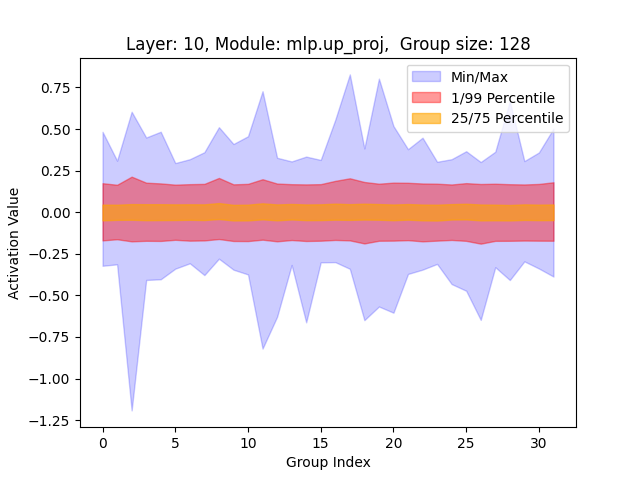 Layer: 10, Module: mlp.up_proj,  Group size: 128
Min/Max
1/99 Percentile
25/75 Percentile
Activation Value
0.75
0.50
0.25
0.00
−0.25
−0.50
−0.75
−1.00
−1.25
0 5 10 15 20 25 30
Group Index